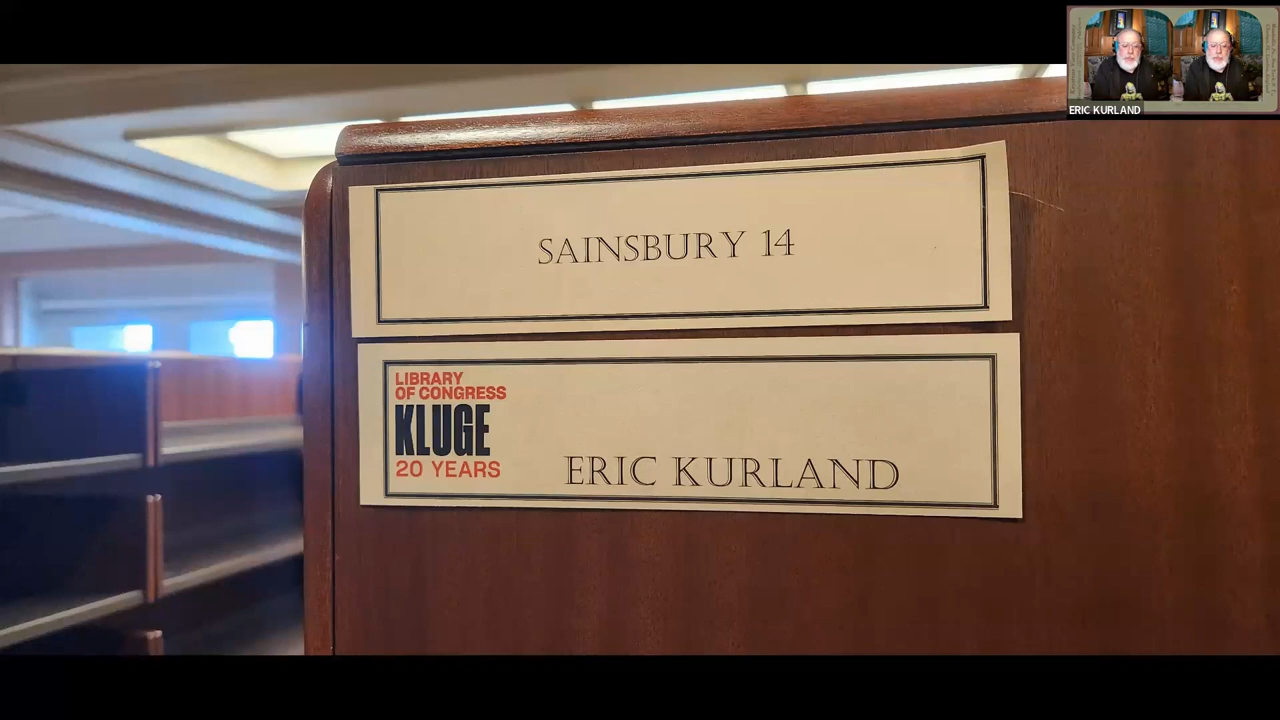 ERIC KURLAND
SAINSBURY 14
LIBRARY
OF CONGRESS
KLUGE
20 YEARS
ERIC KURLAND